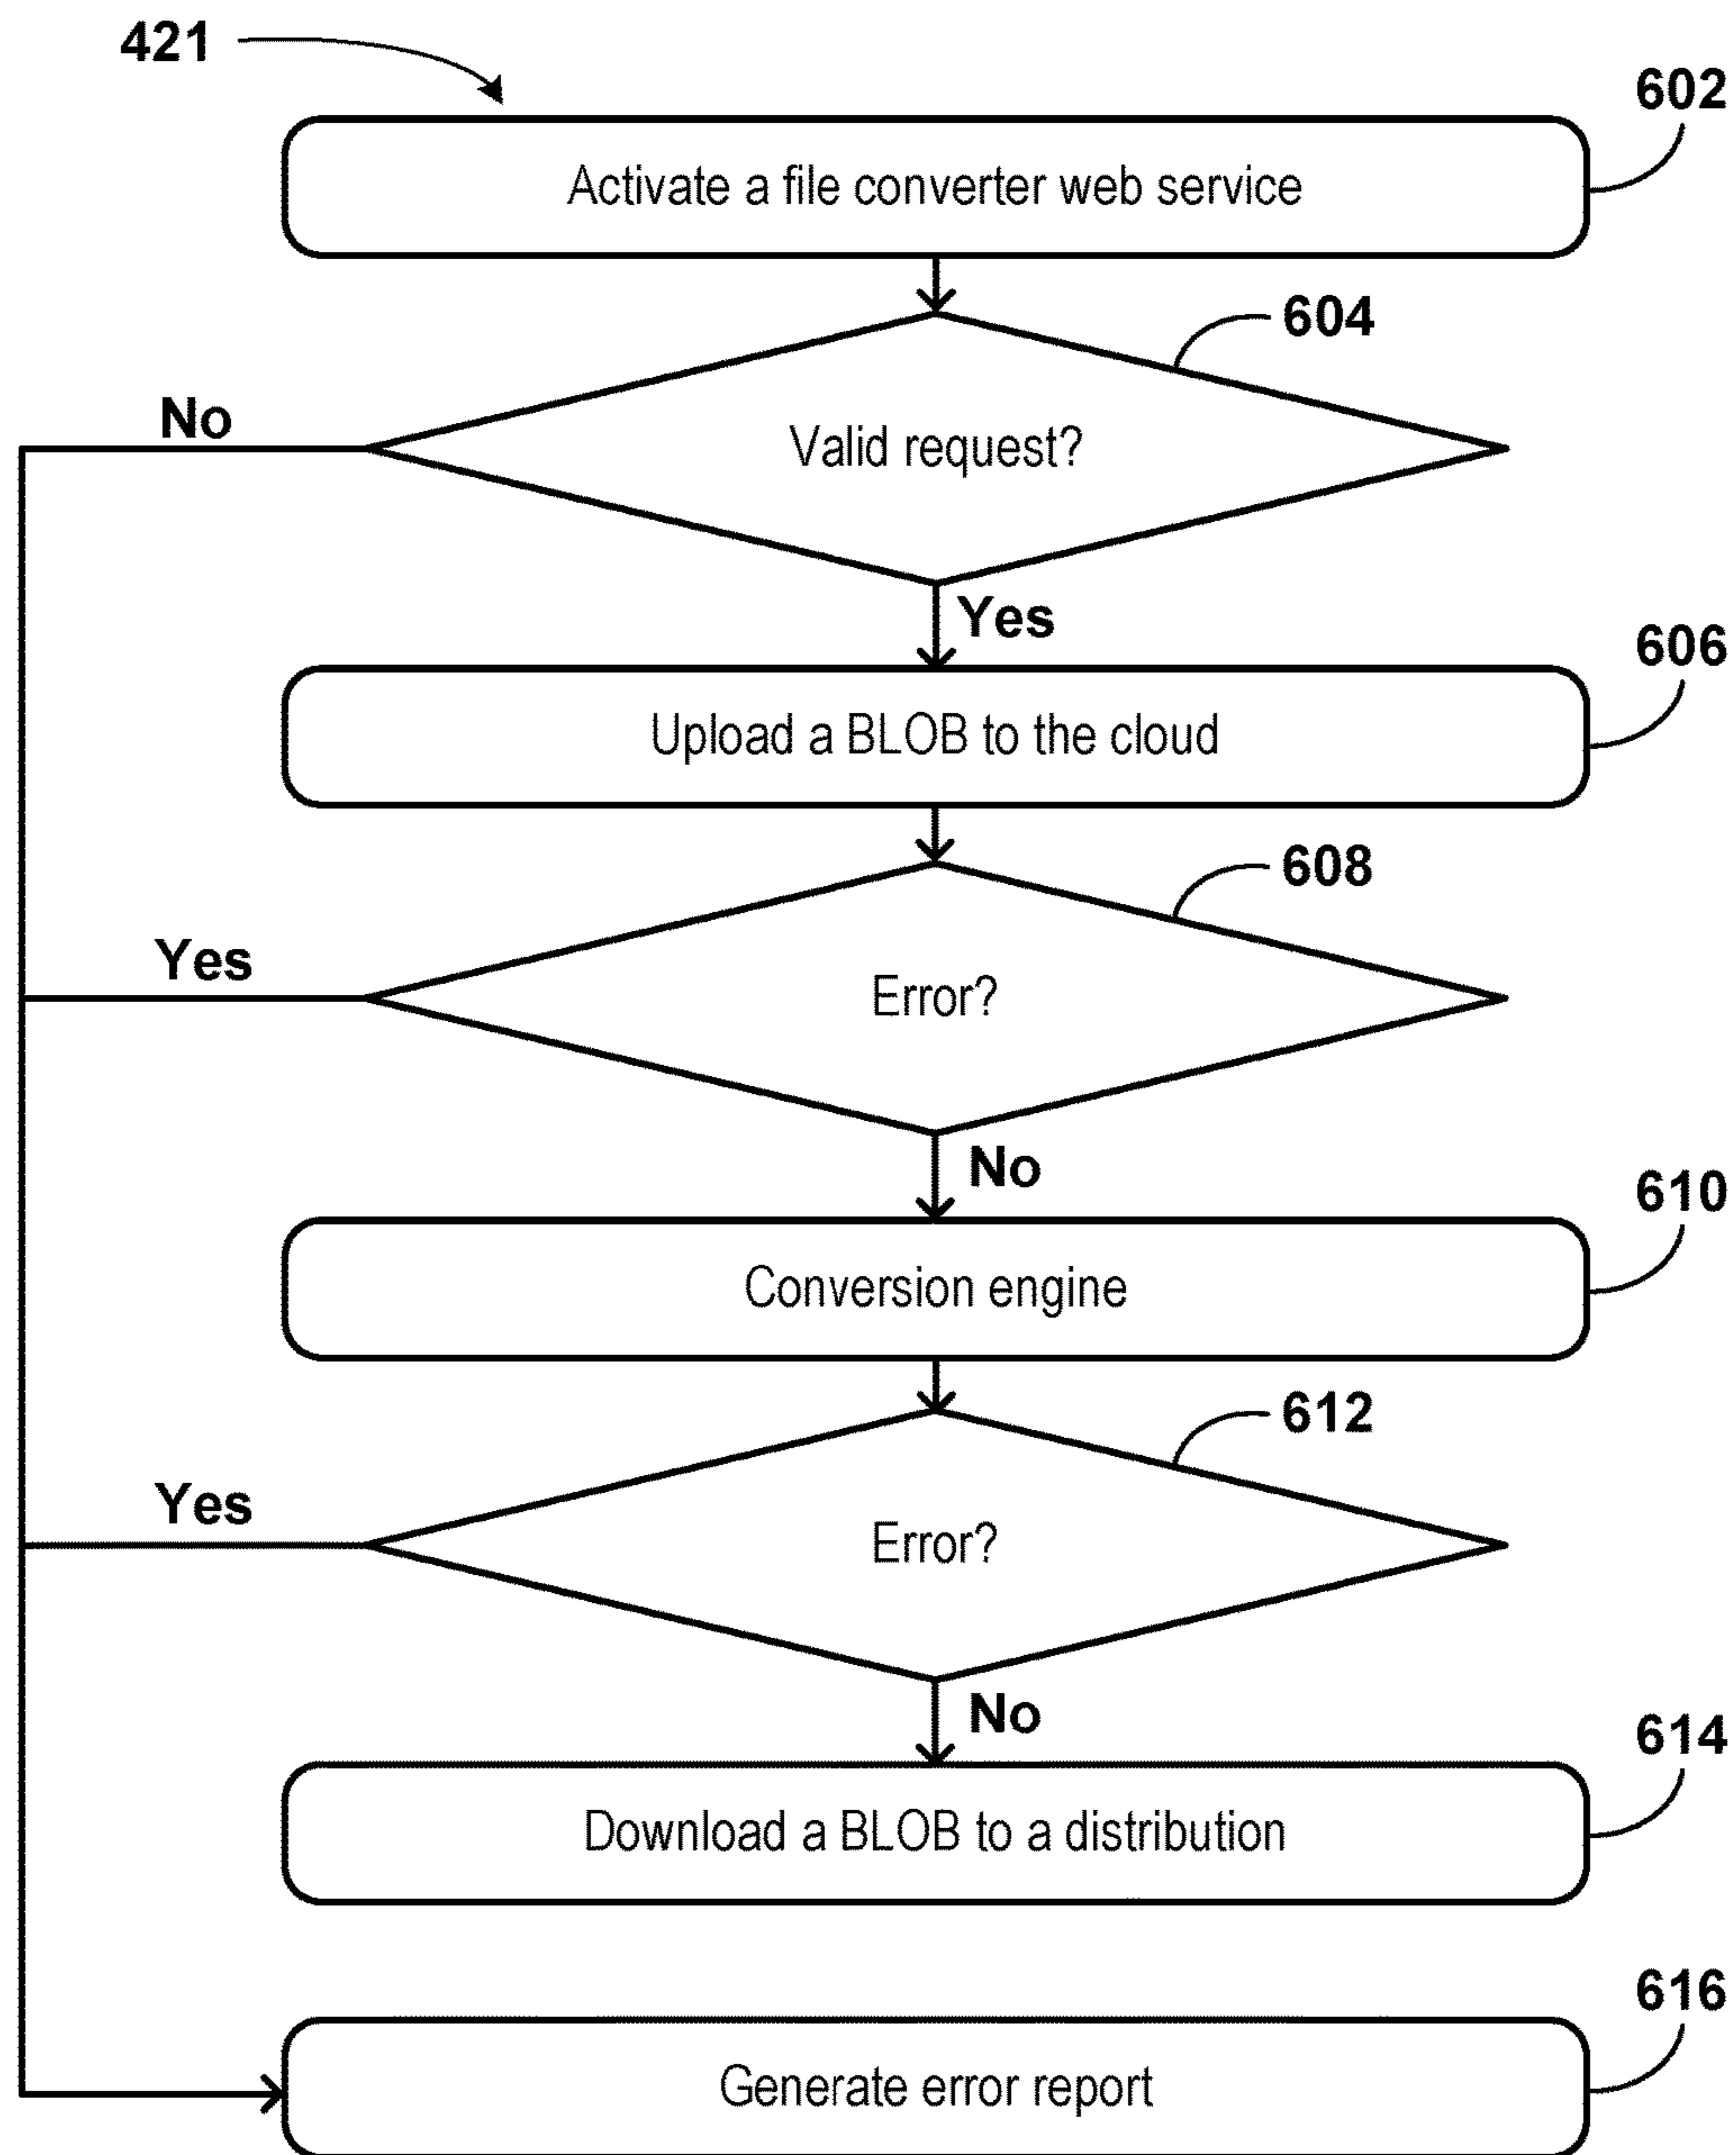 421
602
Activate a file converter web service
604
No
Valid request?
Yes
606
Upload a BLOB to the cloud
608
Yes
Error?
No
610
Conversion engine
612
Yes
Error?
No
614
Download a BLOB to a distribution
616
Generate error report